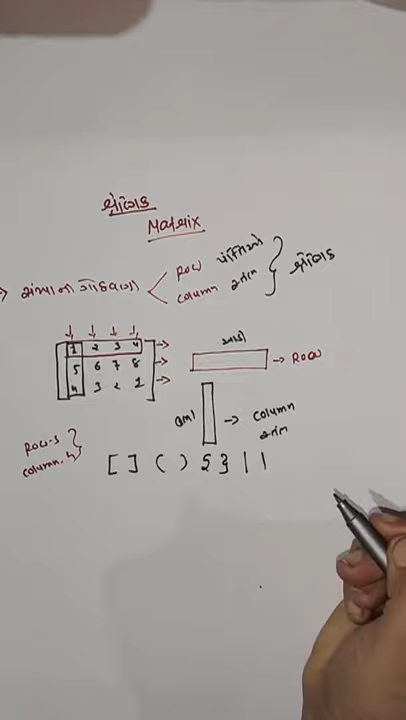 શ્રેણિક
Matrix
સંખ્યાના ગોઠવણ
Row પંક્તિઓ
column સ્તંભ
શ્રેણિક
1 2 3 4
5 6 7 8
4 3 2 1
આડી
→ Row
ઊભી
→ column
સ્તંભ
Row-3
column-4
[ ] ( ) { } | |